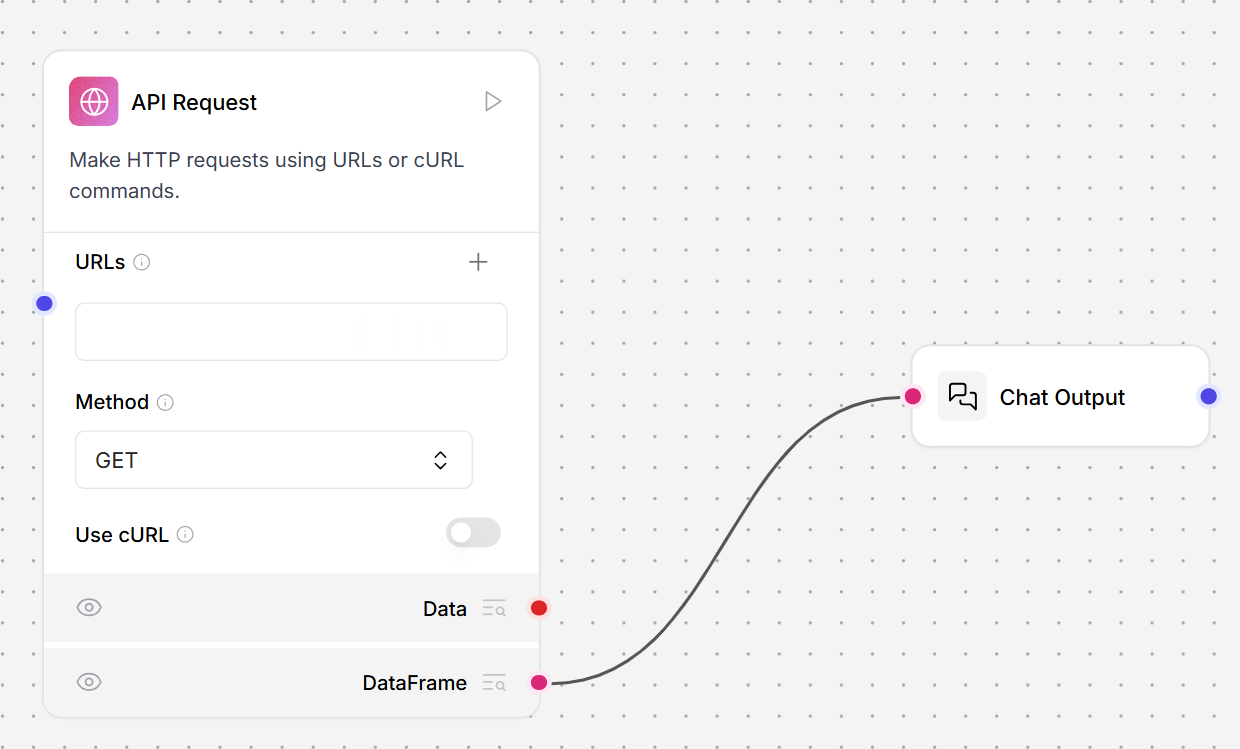 API Request
Make HTTP requests using URLs or cURL
commands.
URLs
Method
GET
Use cURL
Data
DataFrame
Chat Output